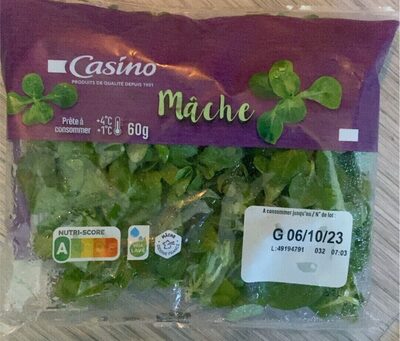 Casino
PRODUITS DE QUALITÉ DEPUIS 1901
Mâche
Prête à
consommer
+4°C
+1°C
60g
NUTRI-SCORE
A
MÂCHE
A consommer jusqu'au / N° de lot :
G 06/10/23
L:49194791 032 07:03